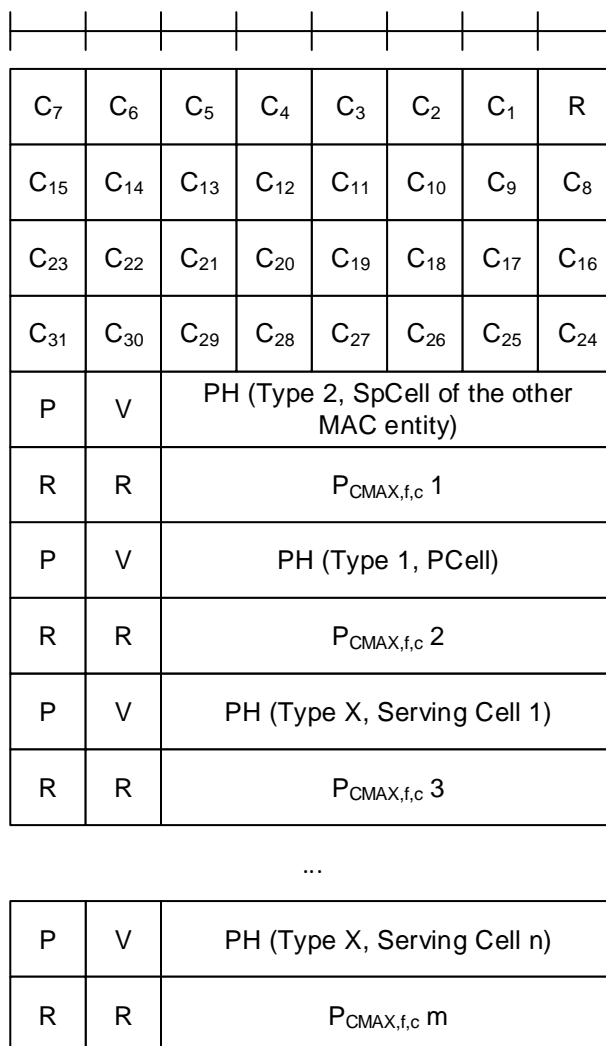 C7 C6 C5 C4 C3 C2 C1 R
C15 C14 C13 C12 C11 C10 C9 C8
C23 C22 C21 C20 C19 C18 C17 C16
C31 C30 C29 C28 C27 C26 C25 C24
P V PH (Type 2, SpCell of the other
MAC entity)
R R PCMAX,f,c 1
P V PH (Type 1, PCell)
R R PCMAX,f,c 2
P V PH (Type X, Serving Cell 1)
R R PCMAX,f,c 3
...
P V PH (Type X, Serving Cell n)
R R PCMAX,f,c m